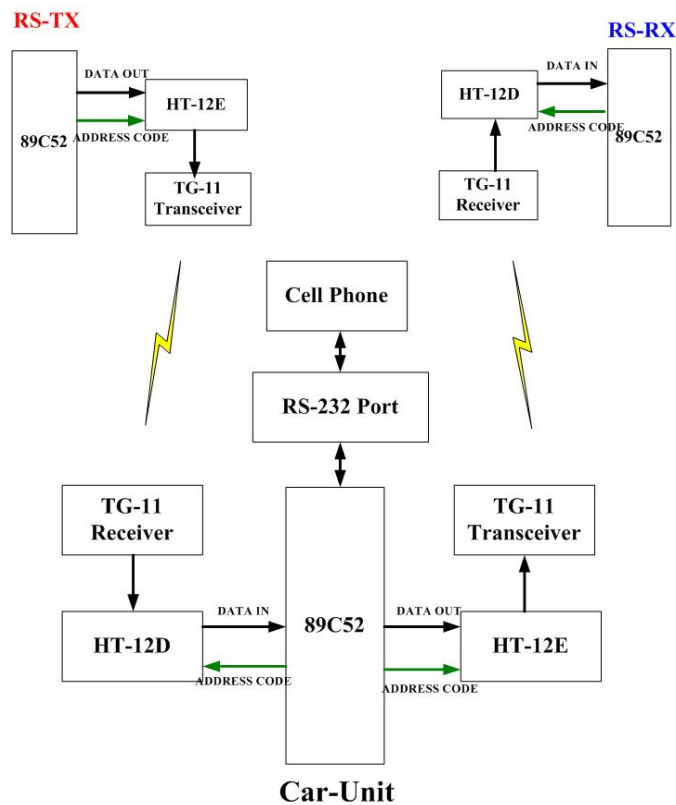 RS-TX
RS-RX
DATA OUT
HT-12E
ADDRESS CODE
89C52
TG-11
Transceiver
DATA IN
HT-12D
ADDRESS CODE
89C52
TG-11
Receiver
Cell Phone
RS-232 Port
TG-11
Receiver
TG-11
Transceiver
DATA IN
HT-12D
ADDRESS CODE
89C52
DATA OUT
HT-12E
ADDRESS CODE
Car-Unit